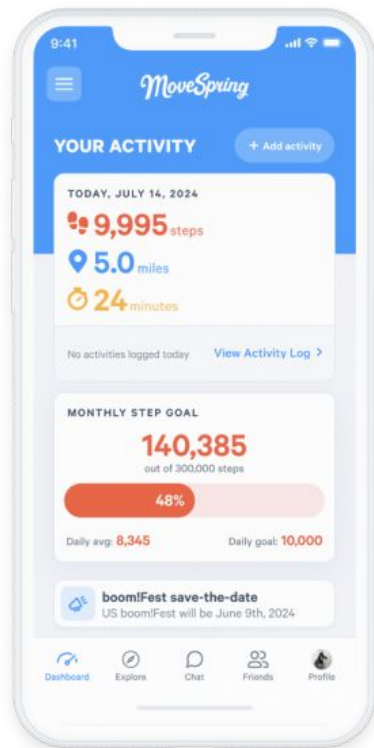 9:41
MoveSpring
YOUR ACTIVITY
+ Add activity
TODAY, JULY 14, 2024
9,995 steps
5.0 miles
24 minutes
No activities logged today
View Activity Log >
MONTHLY STEP GOAL
140,385
out of 300,000 steps
48%
Daily avg: 8,345
Daily goal: 10,000
boom!Fest save-the-date
US boom!Fest will be June 9th, 2024
Dashboard
Explore
Chat
Friends
Profile